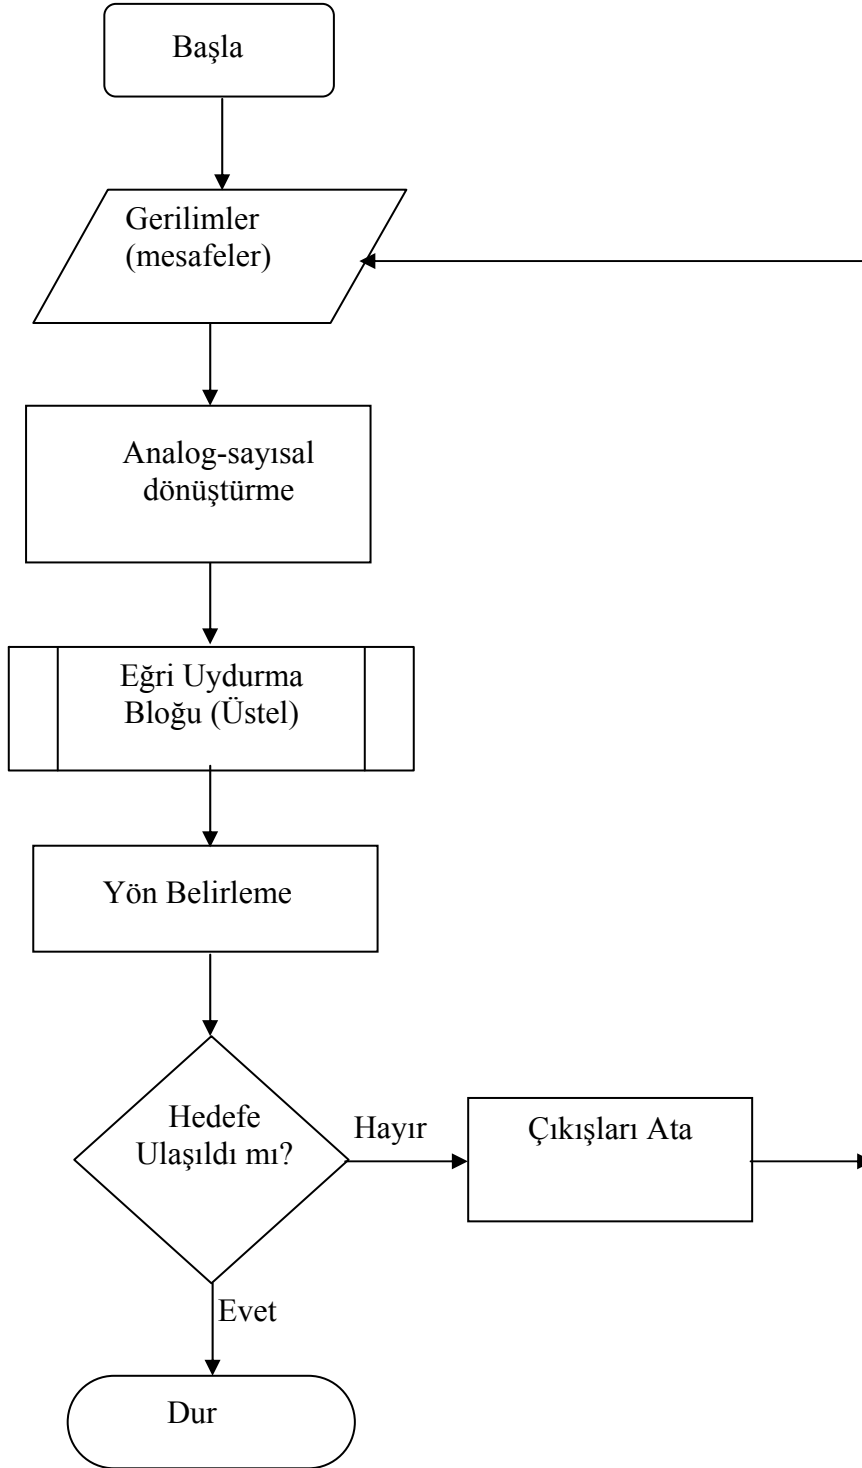 Başla
Gerilimler
(mesafeler)
Analog-sayısal
dönüştürme
Eğri Uydurma
Bloğu (Üstel)
Yön Belirleme
Hedefe
Ulaşıldı mı?
Hayır
Çıkışları Ata
Evet
Dur